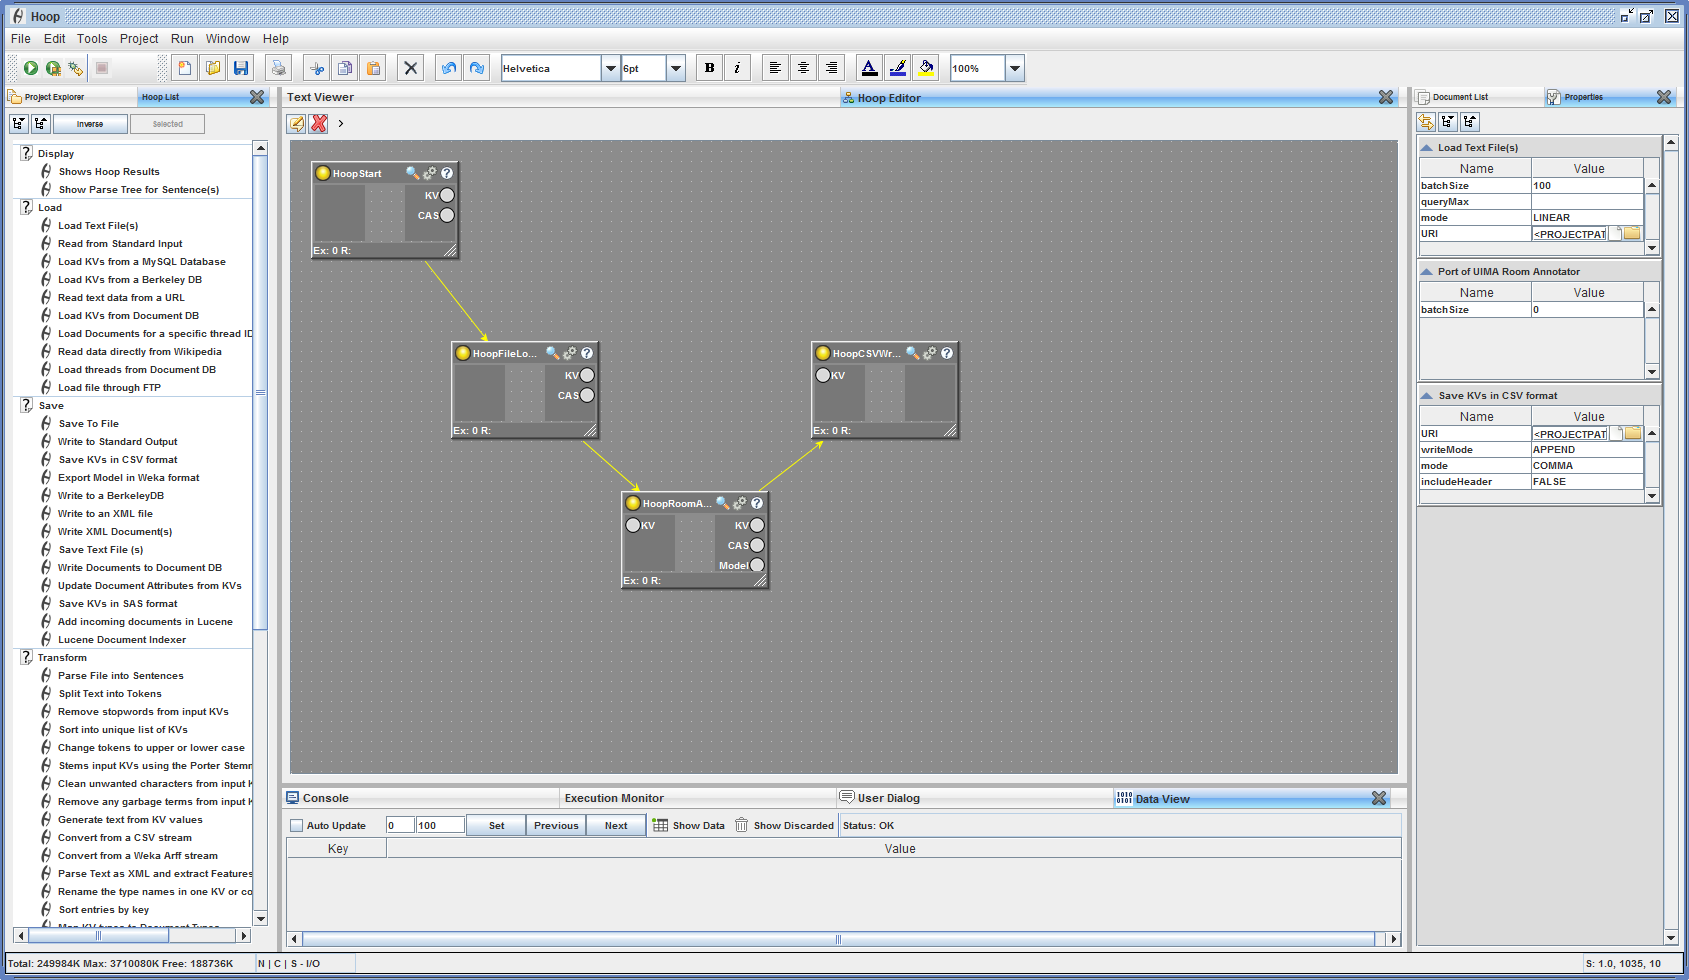 Hoop
File Edit Tools Project Run Window Help
Helvetica 6pt B i A 100%
Project Explorer Hoop List
Inverse Selected
Display
Shows Hoop Results
Show Parse Tree for Sentence(s)
Load
Load Text File(s)
Read from Standard Input
Load KVs from a MySQL Database
Load KVs from a Berkeley DB
Read text data from a URL
Load KVs from Document DB
Load Documents for a specific thread ID
Read data directly from Wikipedia
Load threads from Document DB
Load file through FTP
Save
Save To File
Write to Standard Output
Save KVs in CSV format
Export Model in Weka format
Write to a BerkeleyDB
Write to an XML file
Write XML Document(s)
Save Text File (s)
Write Documents to Document DB
Update Document Attributes from KVs
Save KVs in SAS format
Add incoming documents in Lucene
Lucene Document Indexer
Transform
Parse File into Sentences
Split Text into Tokens
Remove stopwords from input KVs
Sort into unique list of KVs
Change tokens to upper or lower case
Stems input KVs using the Porter Stemr
Clean unwanted characters from input K
Remove any garbage terms from input K
Generate text from KV values
Convert from a CSV stream
Convert from a Weka Arff stream
Parse Text as XML and extract Features
Rename the type names in one KV or co
Sort entries by key
Map KV types to Document Types
Text Viewer Hoop Editor
>
HoopStart ?
KV
CAS
Ex: 0 R:
HoopFileLo... ?
KV
CAS
Ex: 0 R:
HoopCSVWr... ?
KV
Ex: 0 R:
HoopRoomA... ?
KV KV
CAS
Model
Ex: 0 R:
Console Execution Monitor User Dialog Data View
Auto Update 0 100 Set Previous Next Show Data Show Discarded Status: OK
Key Value
Document List Properties
Load Text File(s)
Name Value
batchSize 100
queryMax
mode LINEAR
URI <PROJECTPAT
Port of UIMA Room Annotator
Name Value
batchSize 0
Save KVs in CSV format
Name Value
URI <PROJECTPAT
writeMode APPEND
mode COMMA
includeHeader FALSE
Total: 249984K Max: 3710080K Free: 188736K N | C | S - I/O S: 1.0, 1035, 10